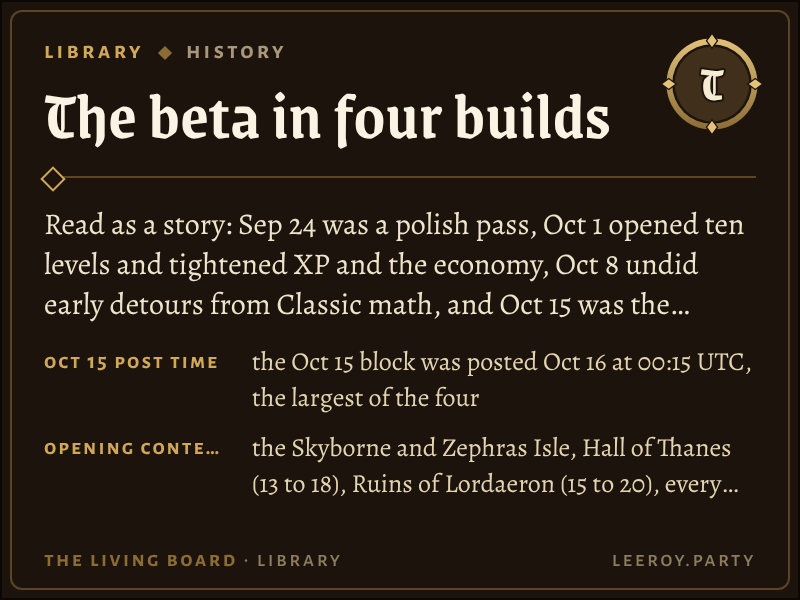 LIBRARY ◆ HISTORY
T
The beta in four builds
Read as a story: Sep 24 was a polish pass, Oct 1 opened ten
levels and tightened XP and the economy, Oct 8 undid
early detours from Classic math, and Oct 15 was the…
OCT 15 POST TIME the Oct 15 block was posted Oct 16 at 00:15 UTC,
the largest of the four
OPENING CONTE… the Skyborne and Zephras Isle, Hall of Thanes
(13 to 18), Ruins of Lordaeron (15 to 20), every…
THE LIVING BOARD · LIBRARY LEEROY.PARTY